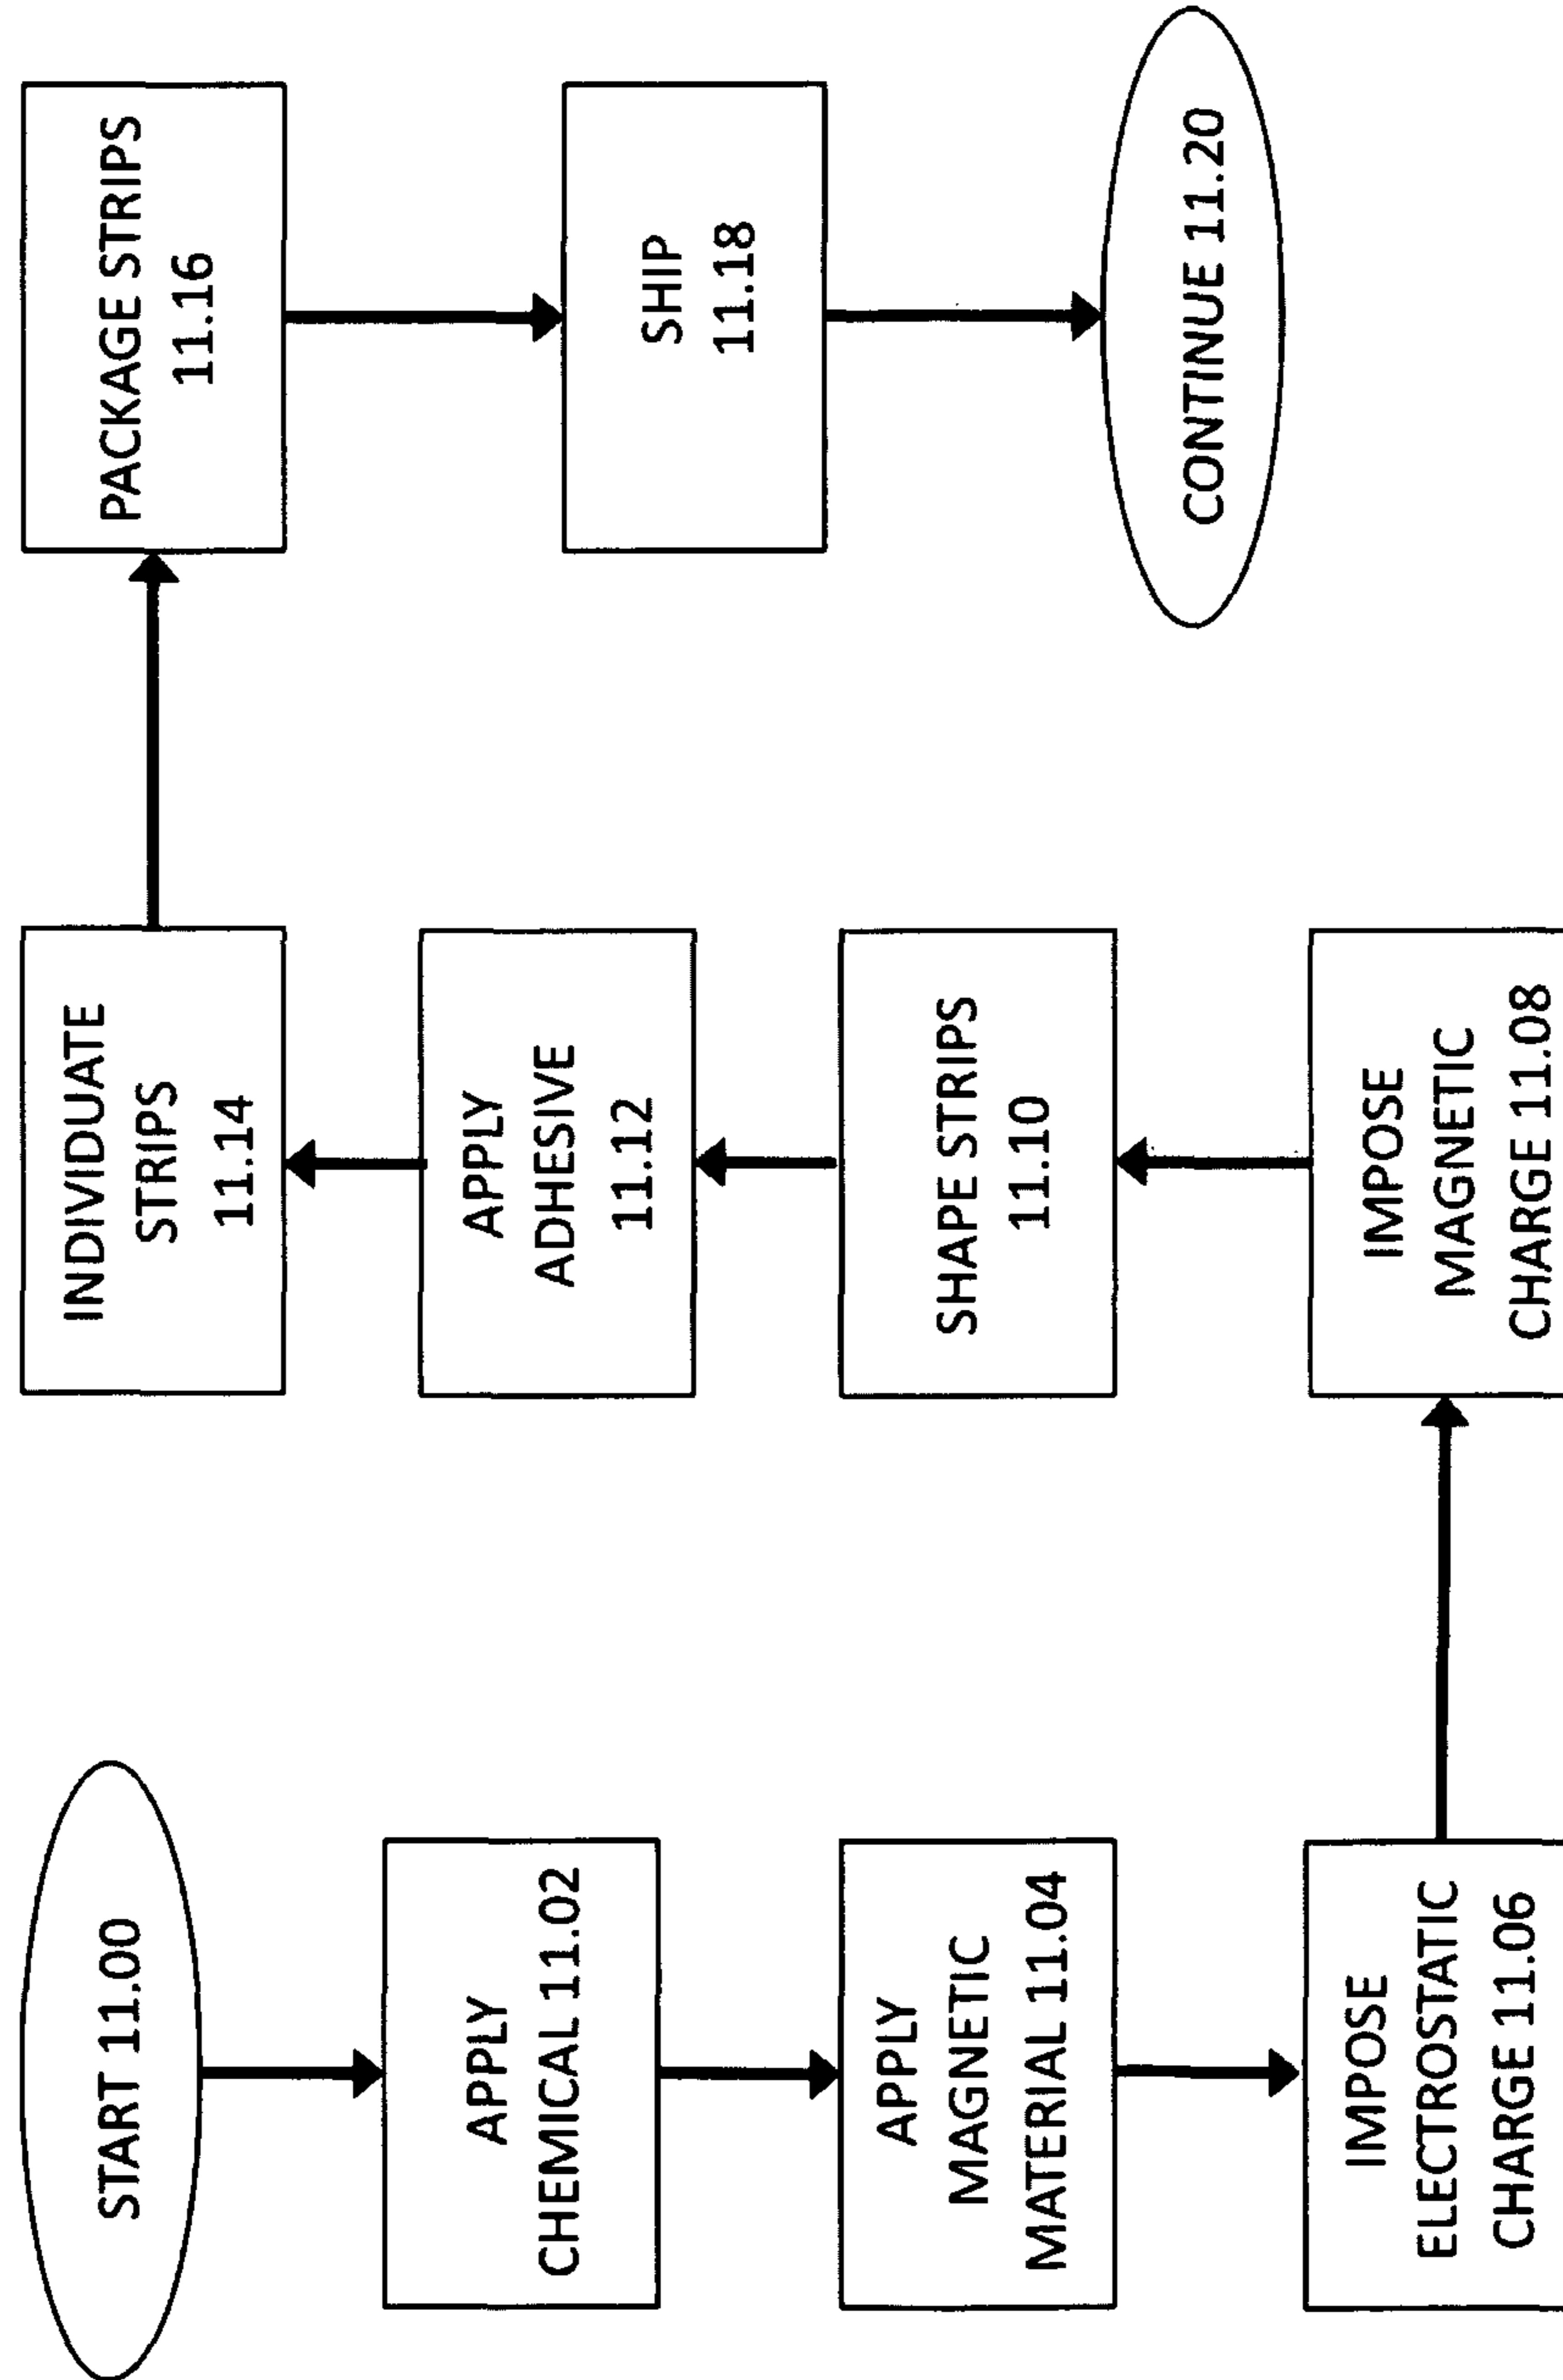 START 11.00
APPLY
CHEMICAL 11.02
APPLY
MAGNETIC
MATERIAL 11.04
IMPOSE
ELECTROSTATIC
CHARGE 11.06
IMPOSE
MAGNETIC
CHARGE 11.08
SHAPE STRIPS
11.10
APPLY
ADHESIVE
11.12
INDIVIDUATE
STRIPS
11.14
PACKAGE STRIPS
11.16
SHIP
11.18
CONTINUE 11.20